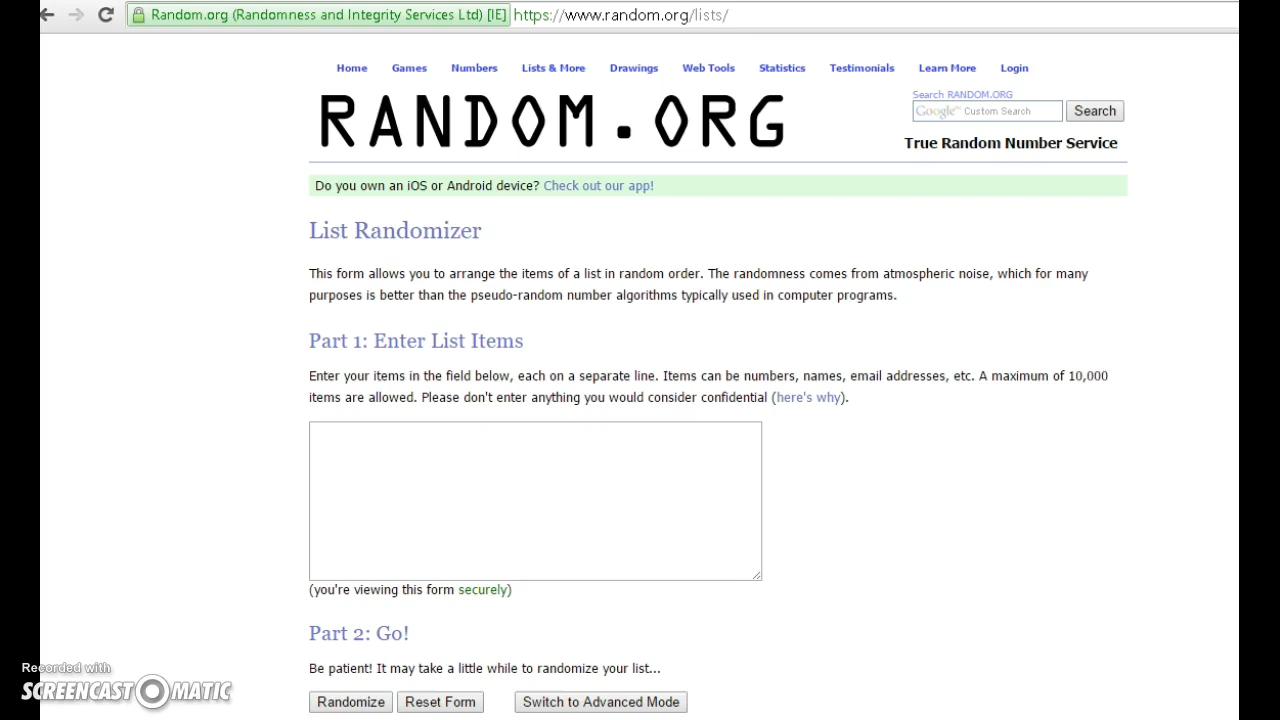 Random.org (Randomness and Integrity Services Ltd) [IE] https://www.random.org/lists/
Home Games Numbers Lists & More Drawings Web Tools Statistics Testimonials Learn More Login
Search RANDOM.ORG
RANDOM.ORG
Google™ Custom Search Search
True Random Number Service
Do you own an iOS or Android device? Check out our app!
List Randomizer
This form allows you to arrange the items of a list in random order. The randomness comes from atmospheric noise, which for many
purposes is better than the pseudo-random number algorithms typically used in computer programs.
Part 1: Enter List Items
Enter your items in the field below, each on a separate line. Items can be numbers, names, email addresses, etc. A maximum of 10,000
items are allowed. Please don't enter anything you would consider confidential (here's why).
(you're viewing this form securely)
Part 2: Go!
Be patient! It may take a little while to randomize your list...
Recorded with
SCREENCAST-O-MATIC
Randomize Reset Form Switch to Advanced Mode